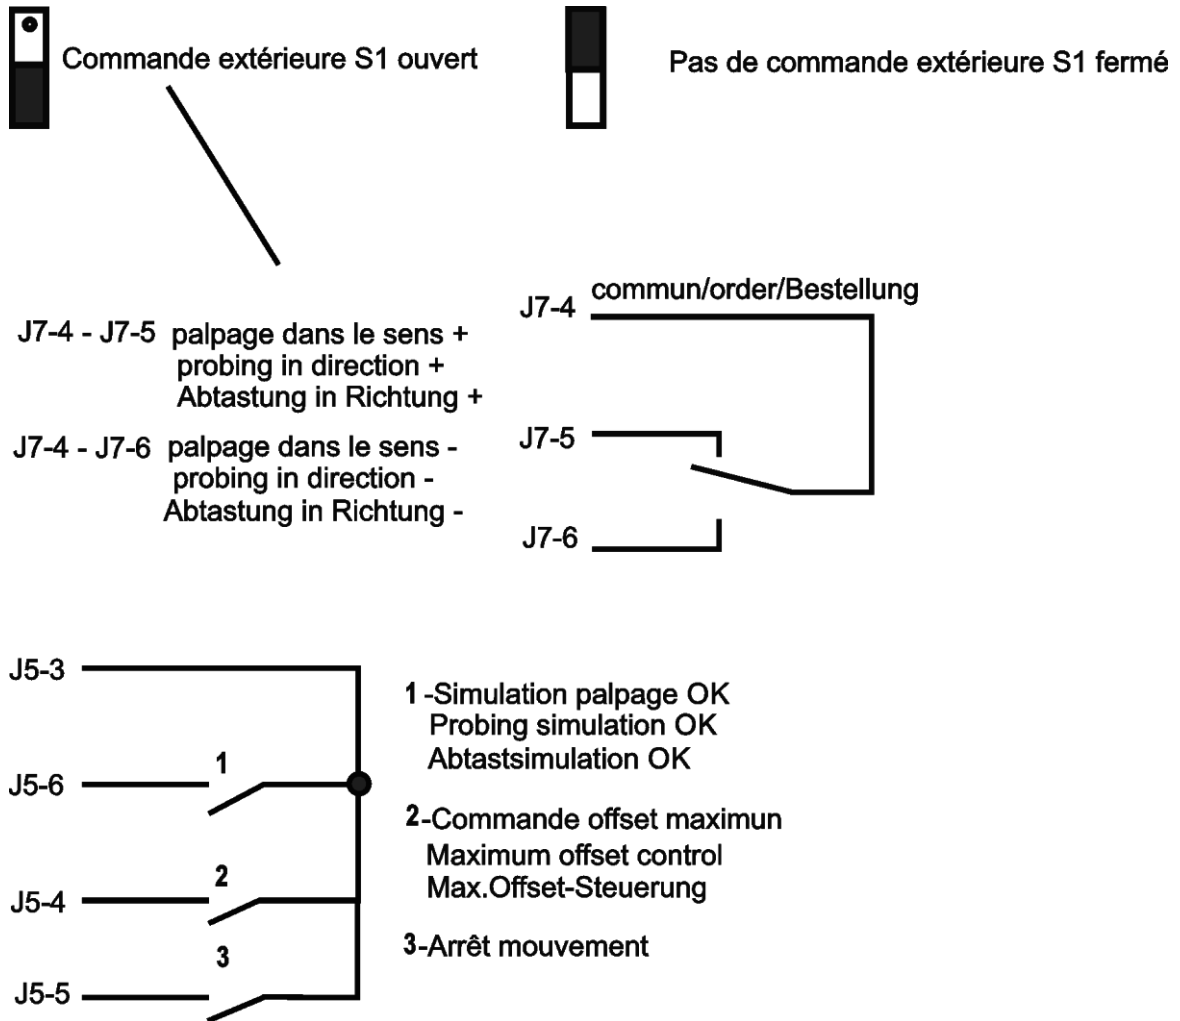 Commande extérieure S1 ouvert
Pas de commande extérieure S1 fermé
J7-4 - J7-5 palpage dans le sens +
probing in direction +
Abtastung in Richtung +
J7-4 - J7-6 palpage dans le sens -
probing in direction -
Abtastung in Richtung -
J7-4 commun/order/Bestellung
J7-5
J7-6
J5-3
J5-6 1
J5-4 2
J5-5 3
1 -Simulation palpage OK
Probing simulation OK
Abtastsimulation OK
2-Commande offset maximun
Maximum offset control
Max.Offset-Steuerung
3-Arrêt mouvement